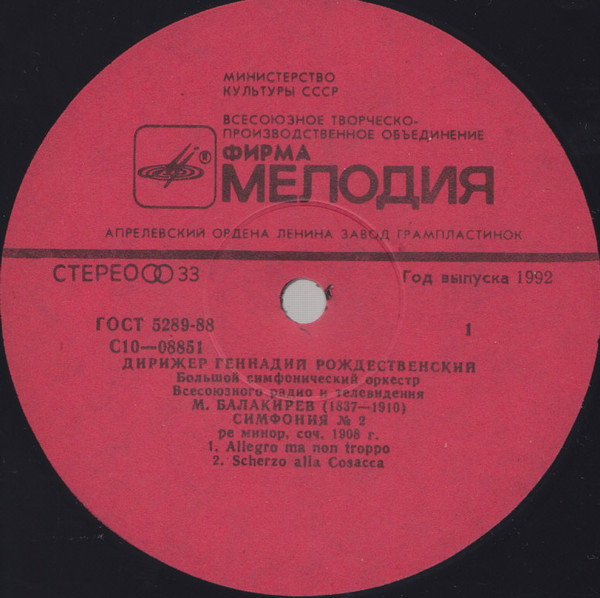 МИНИСТЕРСТВО
КУЛЬТУРЫ СССР
ВСЕСОЮЗНОЕ ТВОРЧЕСКО-
ПРОИЗВОДСТВЕННОЕ ОБЪЕДИНЕНИЕ
®
ФИРМА
МЕЛОДИЯ
АПРЕЛЕВСКИЙ ОРДЕНА ЛЕНИНА ЗАВОД ГРАМПЛАСТИНОК
СТЕРЕО 33
Год выпуска 1992
ГОСТ 5289-88
1
С10—08851
ДИРИЖЕР ГЕННАДИЙ РОЖДЕСТВЕНСКИЙ
Большой симфонический оркестр
Всесоюзного радио и телевидения
М. БАЛАКИРЕВ (1837—1910)
СИМФОНИЯ № 2
ре минор, соч. 1908 г.
1. Allegro ma non troppo
2. Scherzo alla Cosacca